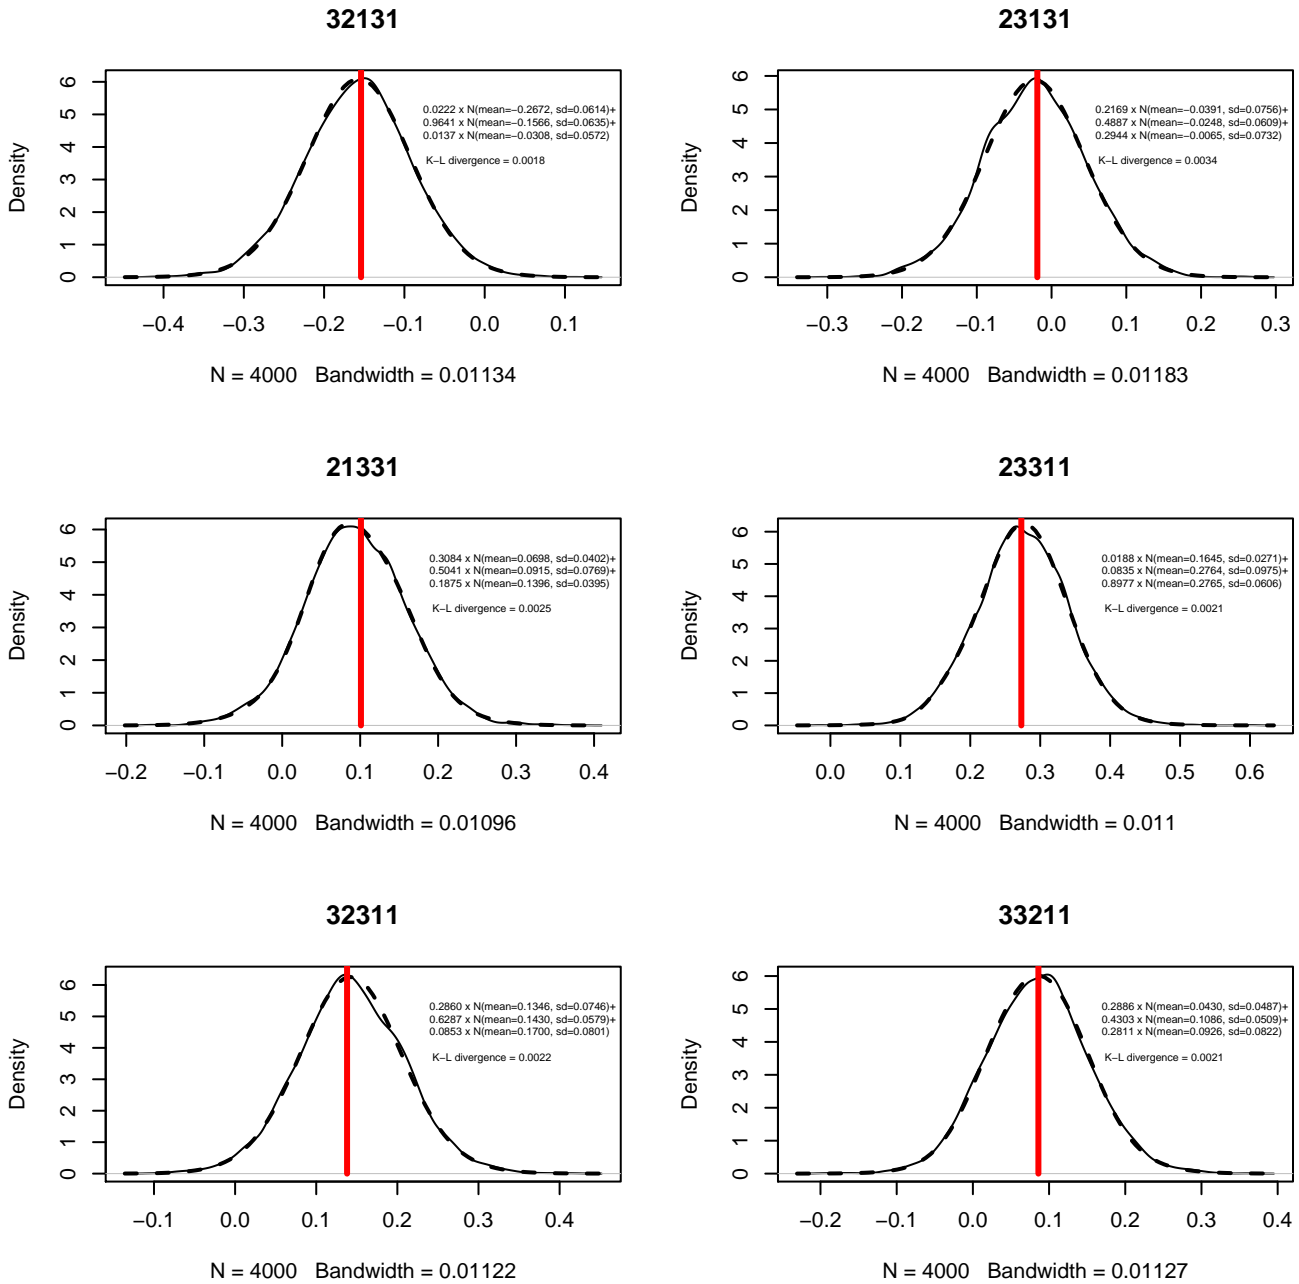 32131
6
5
4
3
2
1
0
Density
0.0222 x N(mean=−0.2672, sd=0.0614)+
0.9641 x N(mean=−0.1566, sd=0.0635)+
0.0137 x N(mean=−0.0308, sd=0.0572)
K−L divergence = 0.0018
−0.4 −0.3 −0.2 −0.1 0.0 0.1
N = 4000 Bandwidth = 0.01134
23131
6
5
4
3
2
1
0
Density
0.2169 x N(mean=−0.0391, sd=0.0756)+
0.4887 x N(mean=−0.0248, sd=0.0609)+
0.2944 x N(mean=−0.0065, sd=0.0732)
K−L divergence = 0.0034
−0.3 −0.2 −0.1 0.0 0.1 0.2 0.3
N = 4000 Bandwidth = 0.01183
21331
6
5
4
3
2
1
0
Density
0.3084 x N(mean=0.0698, sd=0.0402)+
0.5041 x N(mean=0.0915, sd=0.0769)+
0.1875 x N(mean=0.1396, sd=0.0395)
K−L divergence = 0.0025
−0.2 −0.1 0.0 0.1 0.2 0.3 0.4
N = 4000 Bandwidth = 0.01096
23311
6
5
4
3
2
1
0
Density
0.0188 x N(mean=0.1645, sd=0.0271)+
0.0835 x N(mean=0.2764, sd=0.0975)+
0.8977 x N(mean=0.2765, sd=0.0606)
K−L divergence = 0.0021
0.0 0.1 0.2 0.3 0.4 0.5 0.6
N = 4000 Bandwidth = 0.011
32311
6
5
4
3
2
1
0
Density
0.2860 x N(mean=0.1346, sd=0.0746)+
0.6287 x N(mean=0.1430, sd=0.0579)+
0.0853 x N(mean=0.1700, sd=0.0801)
K−L divergence = 0.0022
−0.1 0.0 0.1 0.2 0.3 0.4
N = 4000 Bandwidth = 0.01122
33211
6
5
4
3
2
1
0
Density
0.2886 x N(mean=0.0430, sd=0.0487)+
0.4303 x N(mean=0.1086, sd=0.0509)+
0.2811 x N(mean=0.0926, sd=0.0822)
K−L divergence = 0.0021
−0.2 −0.1 0.0 0.1 0.2 0.3 0.4
N = 4000 Bandwidth = 0.01127